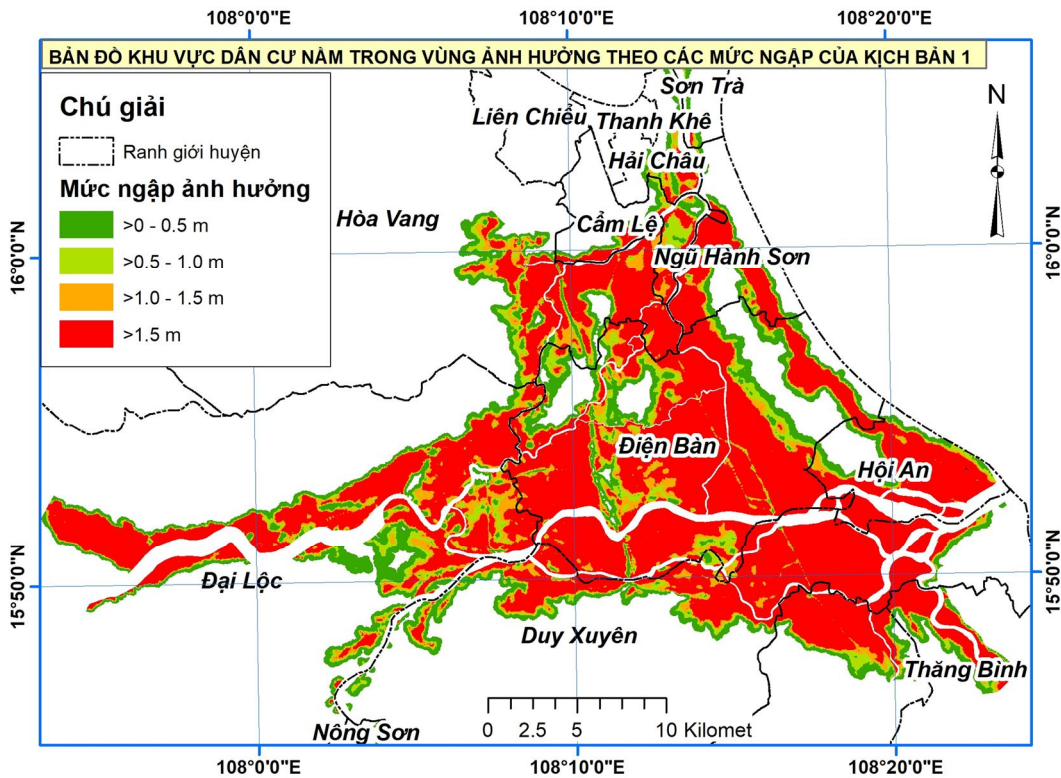 108°0'0"E
108°10'0"E
108°20'0"E
BẢN ĐỒ KHU VỰC DÂN CƯ NẰM TRONG VÙNG ẢNH HƯỞNG THEO CÁC MỨC NGẬP CỦA KỊCH BẢN 1
Chú giải
Ranh giới huyện
Mức ngập ảnh hưởng
>0 - 0.5 m
>0.5 - 1.0 m
>1.0 - 1.5 m
>1.5 m
N
Sơn Trà
Liên Chiểu
Thanh Khê
Hải Châu
Hòa Vang
Cẩm Lệ
Ngũ Hành Sơn
16°0'0"N
16°0'0"N
Điện Bàn
Hội An
Đại Lộc
15°50'0"N
15°50'0"N
Duy Xuyên
Thăng Bình
Nông Sơn
0 2.5 5 10 Kilomet
108°0'0"E
108°10'0"E
108°20'0"E